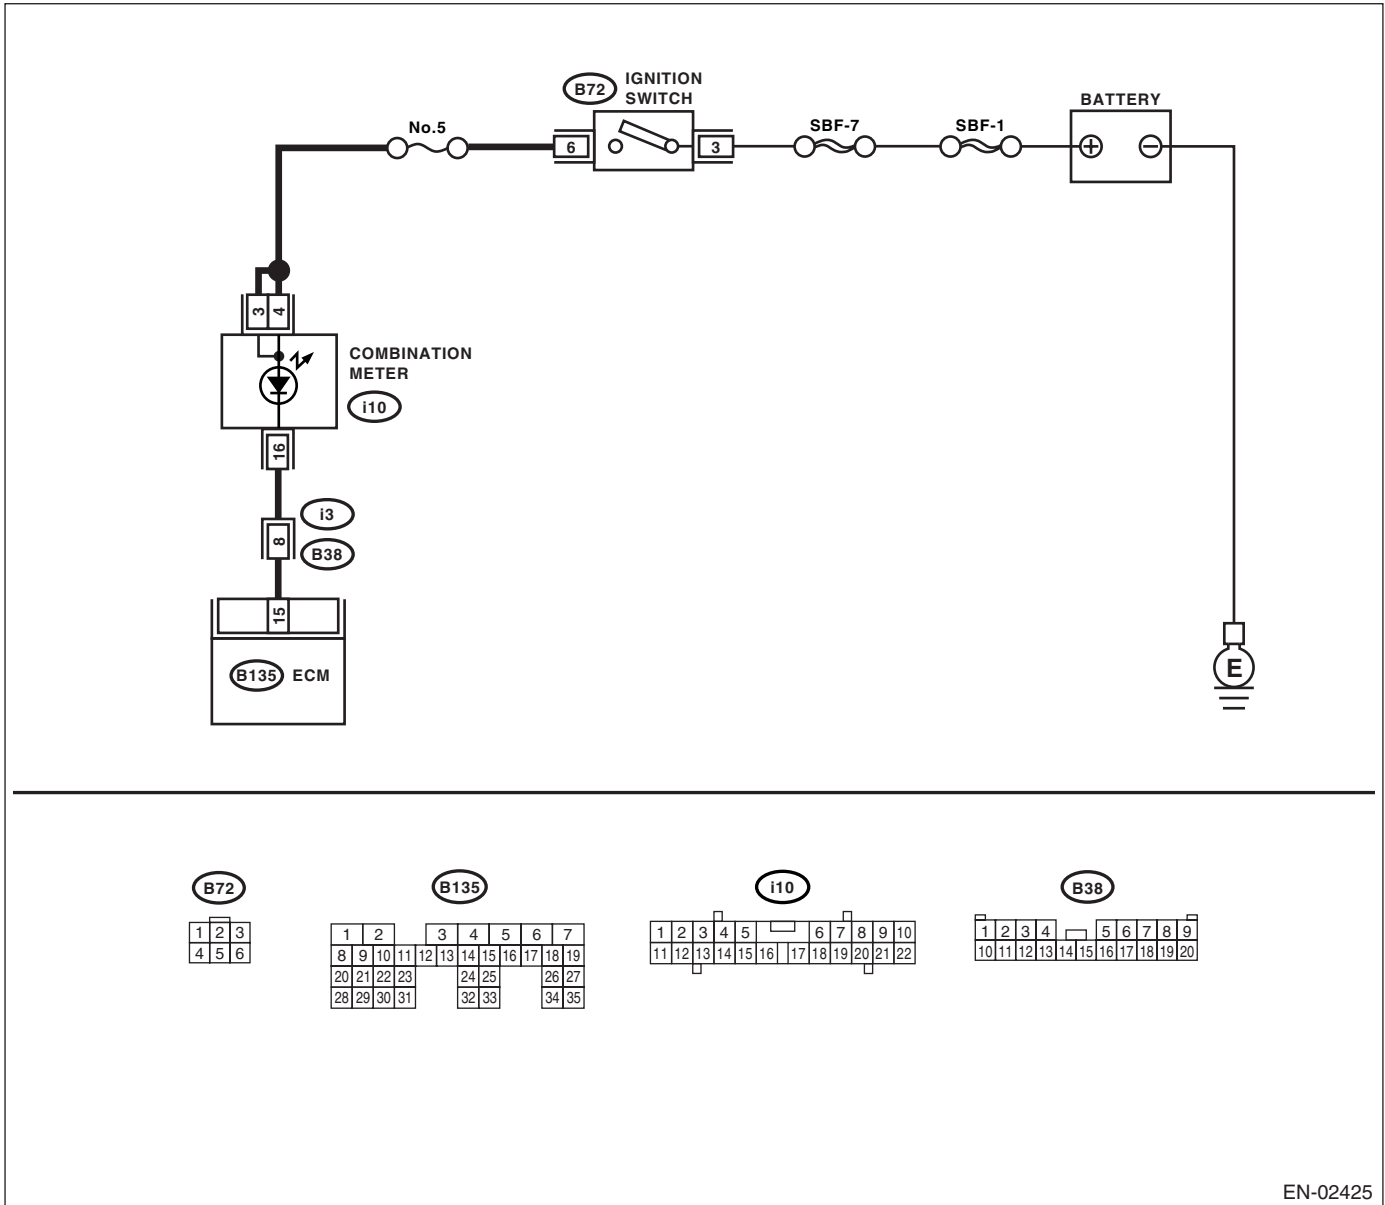 B72
IGNITION
SWITCH
BATTERY
No.5
SBF-7
SBF-1
6
3
3
4
COMBINATION
METER
i10
16
i3
8
B38
15
B135
ECM
E
B72
B135
i10
B38
1 2 3
4 5 6
1 2 3 4 5 6 7
8 9 10 11 12 13 14 15 16 17 18 19
20 21 22 23 24 25 26 27
28 29 30 31 32 33 34 35
1 2 3 4 5 6 7 8 9 10
11 12 13 14 15 16 17 18 19 20 21 22
1 2 3 4 5 6 7 8 9
10 11 12 13 14 15 16 17 18 19 20
EN-02425